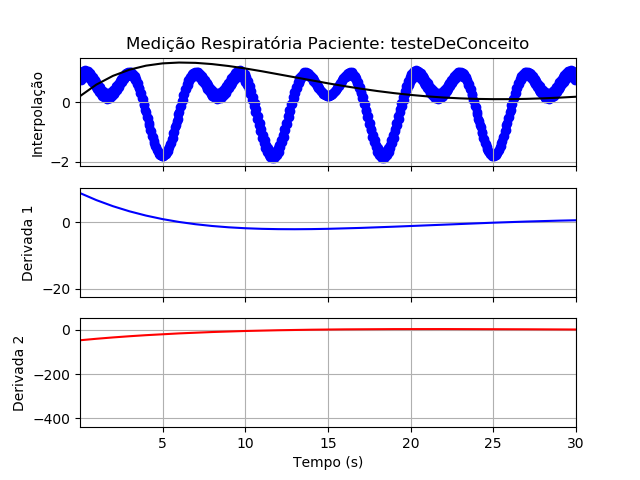 Medição Respiratória Paciente: testeDeConceito
Interpolação
0
−2
Derivada 1
0
−20
Derivada 2
0
−200
−400
5 10 15 20 25 30
Tempo (s)